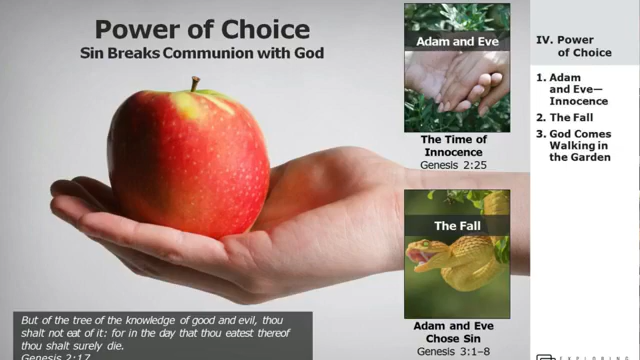 Power of Choice
Sin Breaks Communion with God
Adam and Eve
The Time of
Innocence
Genesis 2:25
The Fall
Adam and Eve
Chose Sin
Genesis 3:1–8
But of the tree of the knowledge of good and evil, thou
shalt not eat of it: for in the day that thou eatest thereof
thou shalt surely die.
Genesis 2:17
IV. Power
of Choice
1. Adam
and Eve—
Innocence
2. The Fall
3. God Comes
Walking in
the Garden
EXPLORING